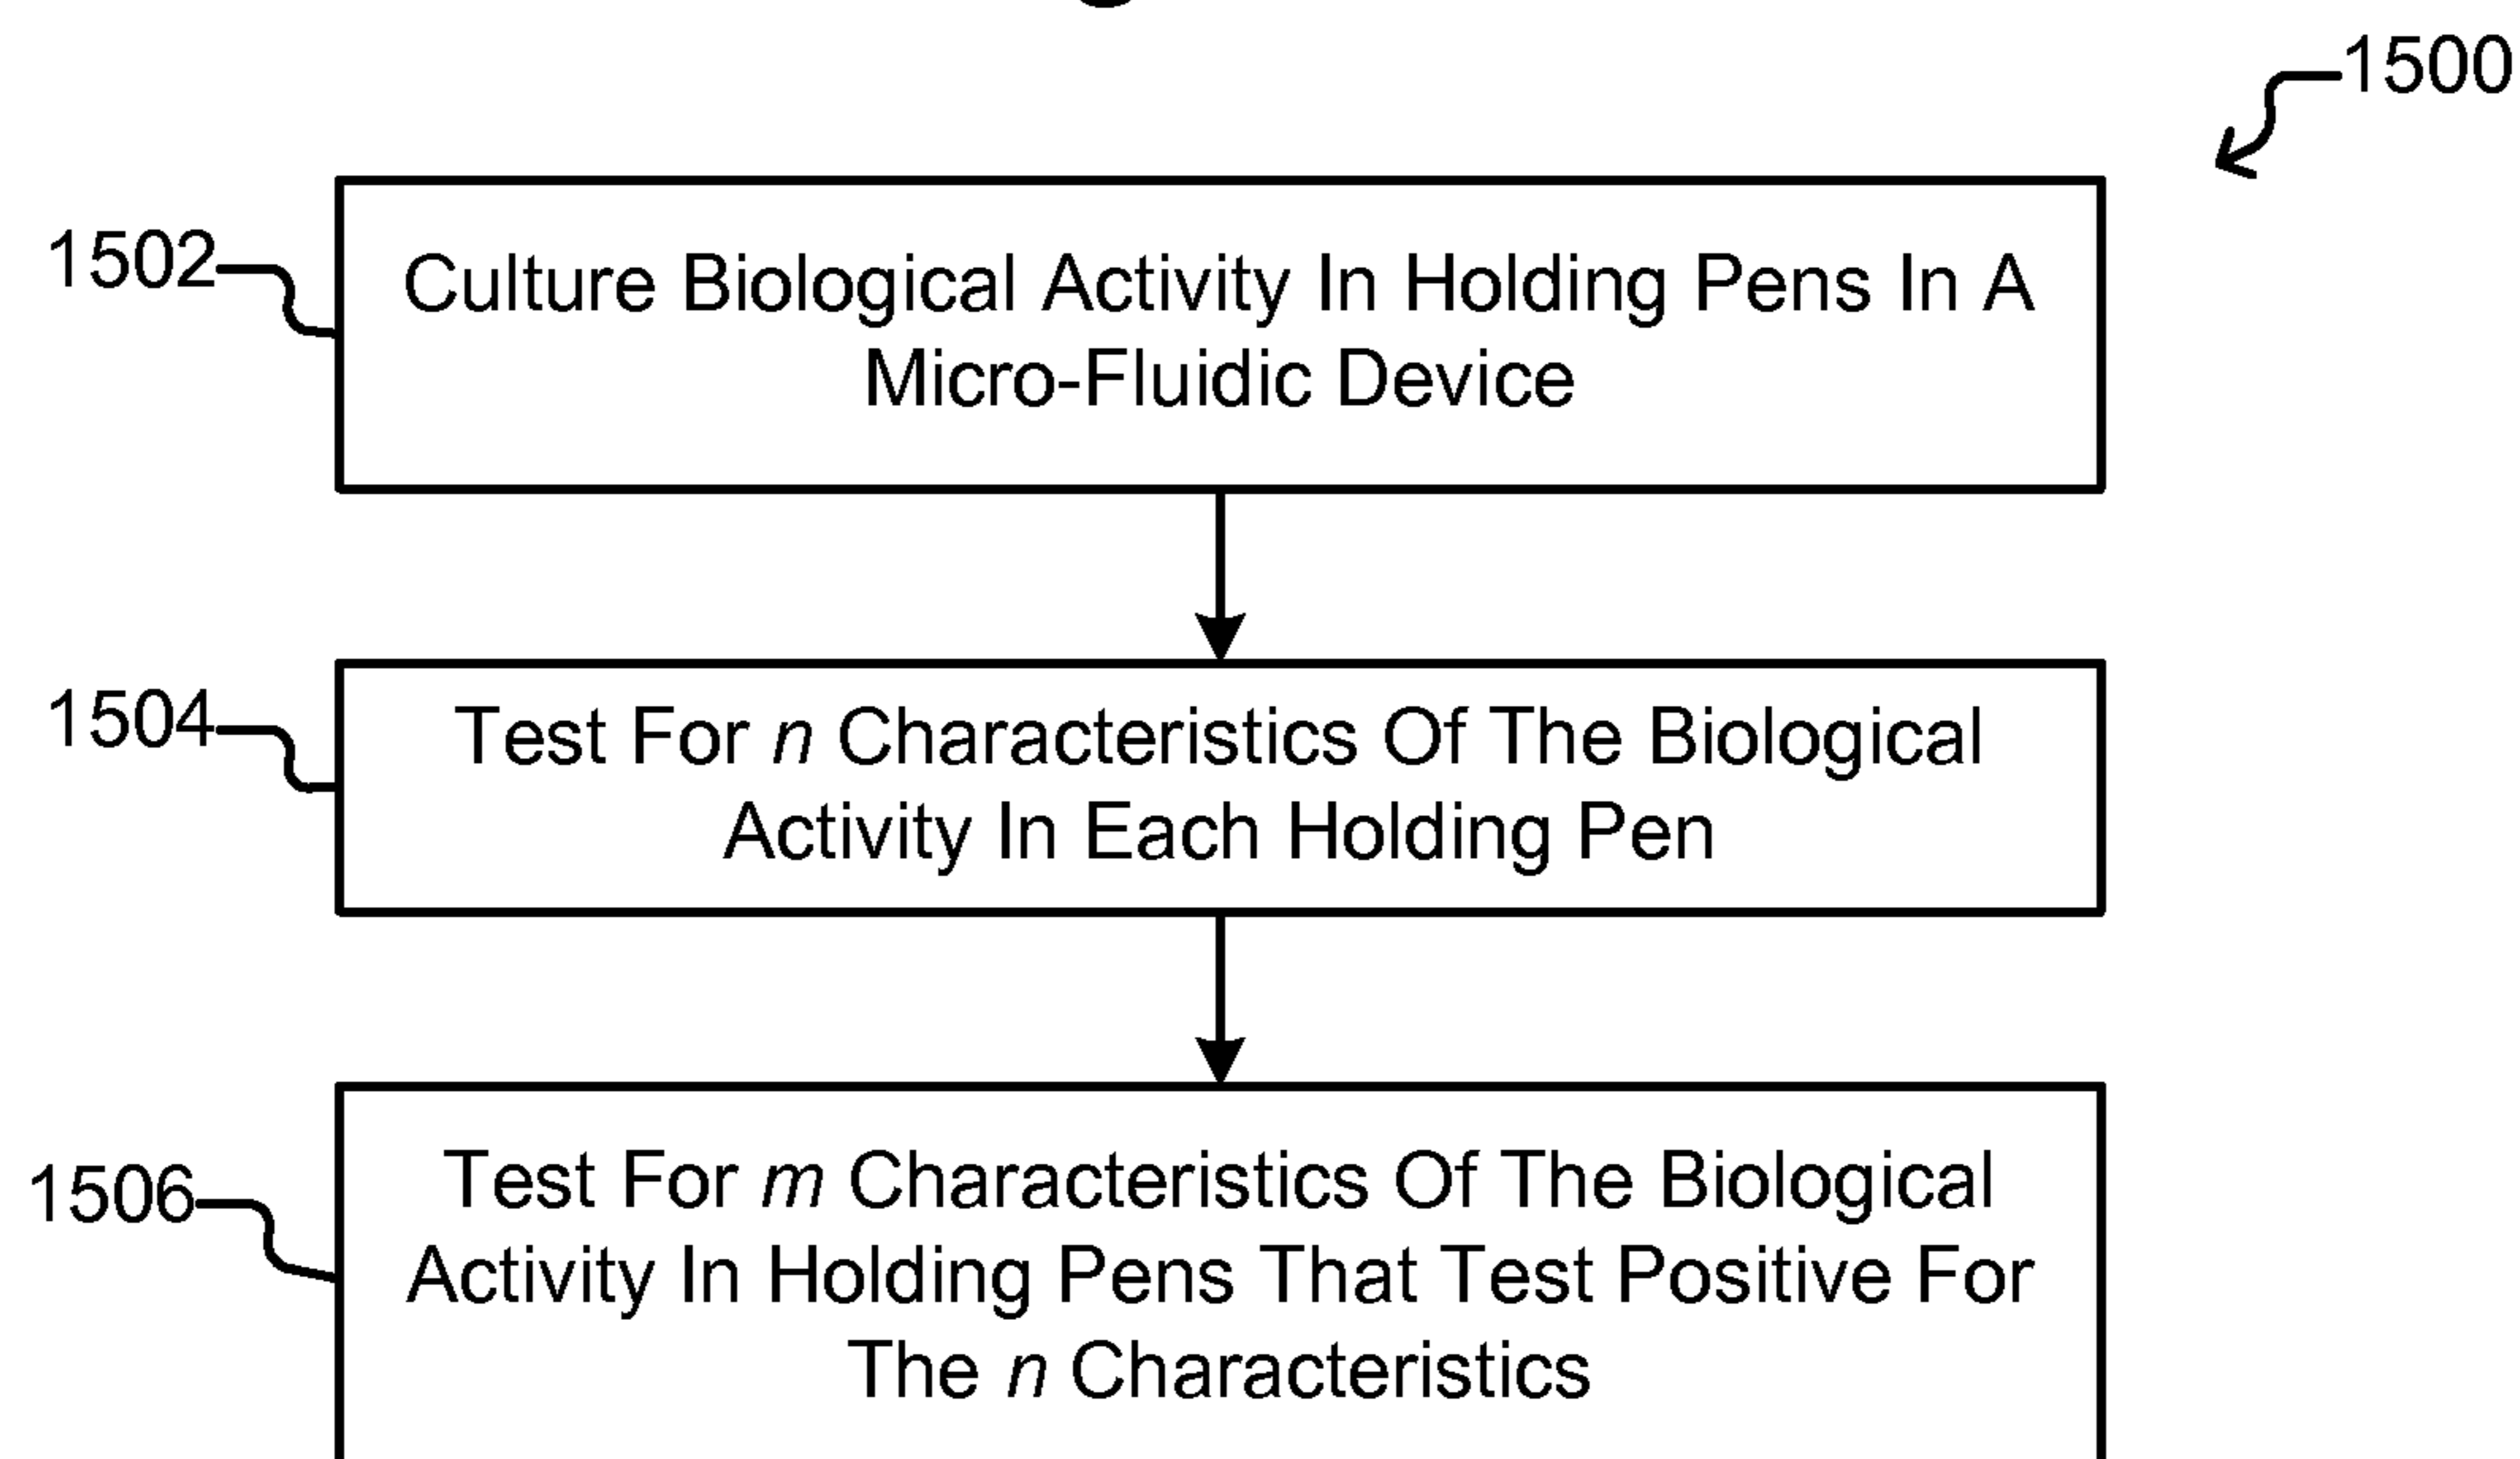 1500
1502
Culture Biological Activity In Holding Pens In A
Micro-Fluidic Device
1504
Test For n Characteristics Of The Biological
Activity In Each Holding Pen
1506
Test For m Characteristics Of The Biological
Activity In Holding Pens That Test Positive For
The n Characteristics